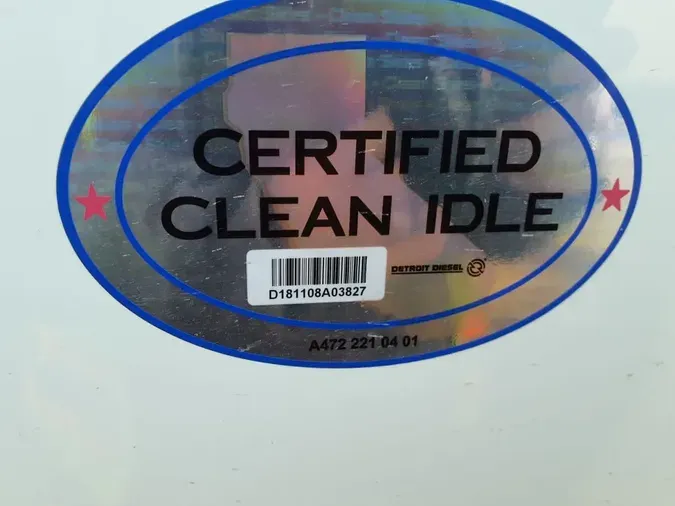 CERTIFIED
CLEAN IDLE
D181108A03827
DETROIT DIESEL
A472 221 04 01